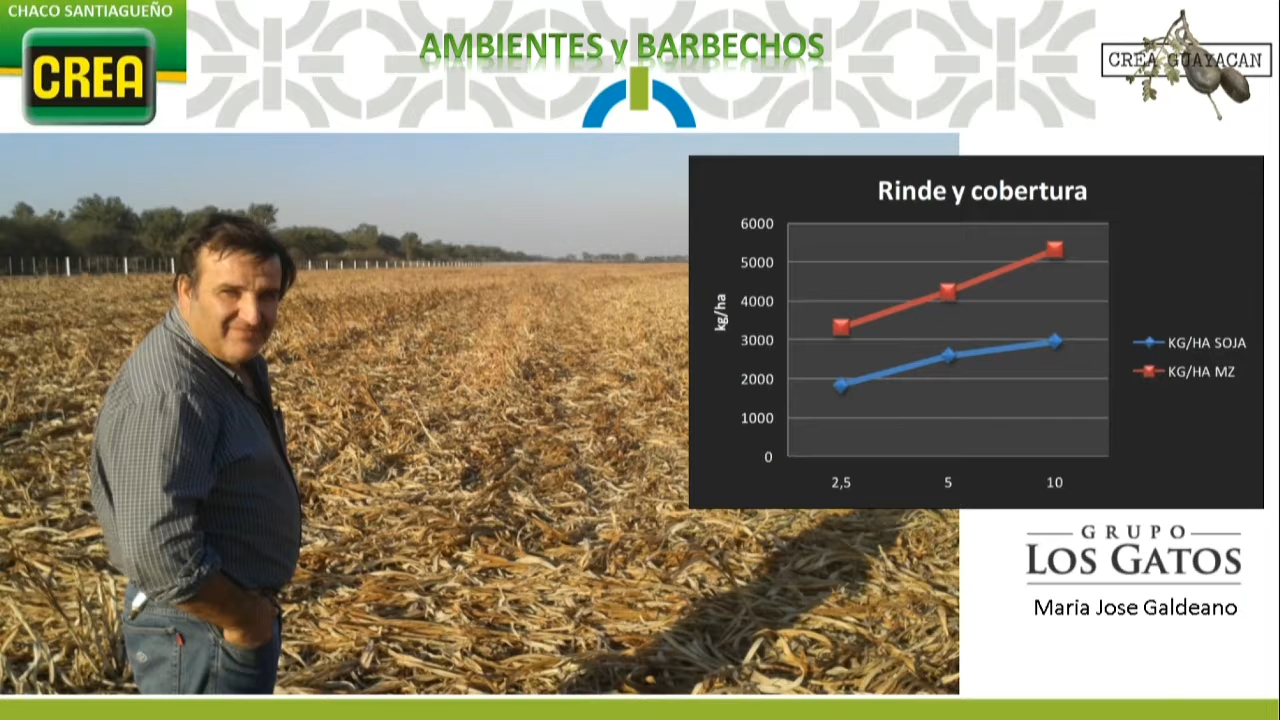 CHACO SANTIAGUEÑO
CREA
AMBIENTES y BARBECHOS
CREA GUAYACAN
Rinde y cobertura
6000
5000
4000
3000
2000
1000
0
kg/ha
2,5 5 10
KG/HA SOJA
KG/HA MZ
GRUPO
LOS GATOS
Maria Jose Galdeano